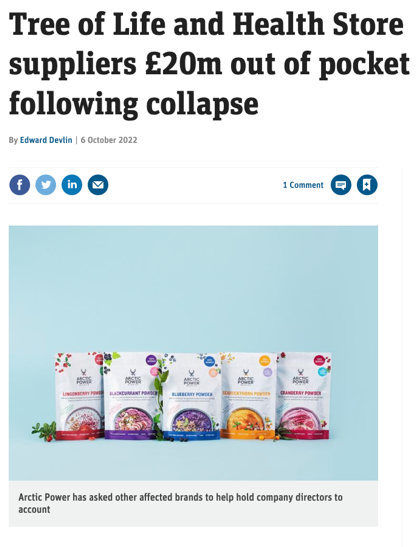 Tree of Life and Health Store
suppliers £20m out of pocket
following collapse
By Edward Devlin | 6 October 2022
1 Comment
ARCTIC
POWER
LINGONBERRY POWDER
ARCTIC
POWER
BLACKCURRANT POWDER
ARCTIC
POWER
BLUEBERRY POWDER
ARCTIC
POWER
ARCTIC
POWER
CRANBERRY POWDER
Arctic Power has asked other affected brands to help hold company directors to
account